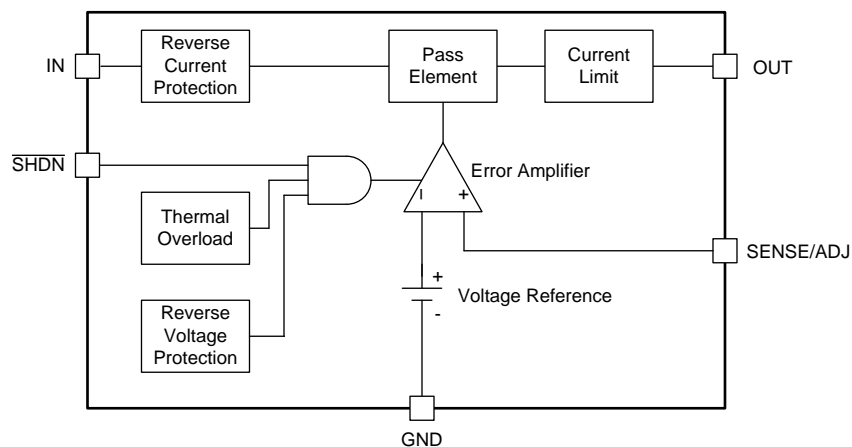 Reverse
Current
Protection
Pass
Element
Current
Limit
IN
OUT
SHDN
Error Amplifier
– +
Thermal
Overload
SENSE/ADJ
+
Voltage Reference
-
Reverse
Voltage
Protection
GND